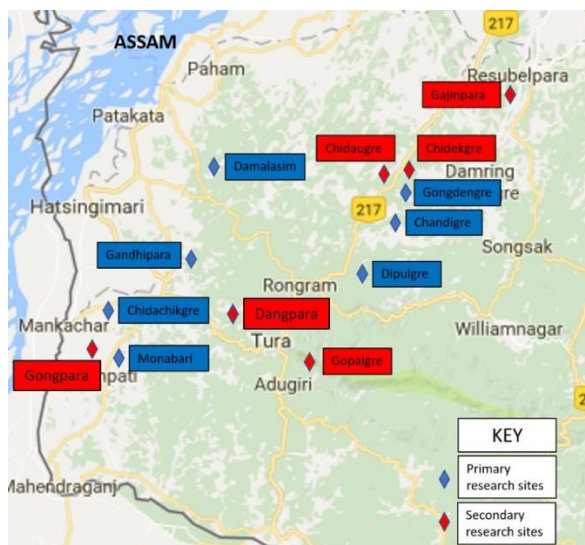 ASSAM
217
Paham
Resubelpara
Gajinpara
Patakata
Chidaugre
Chidekgre
Damalasim
Damring
Gongdengre
Hatsingimari
217
Chandigre
Songsak
Gandhipara
Dipulgre
Rongram
Chidachikgre
Dangpara
Mankachar
Williamnagar
Tura
Monabari
Gopaigre
Gongpara
Adugiri
KEY
Primary
research sites
Mahendraganj
Secondary
research sites